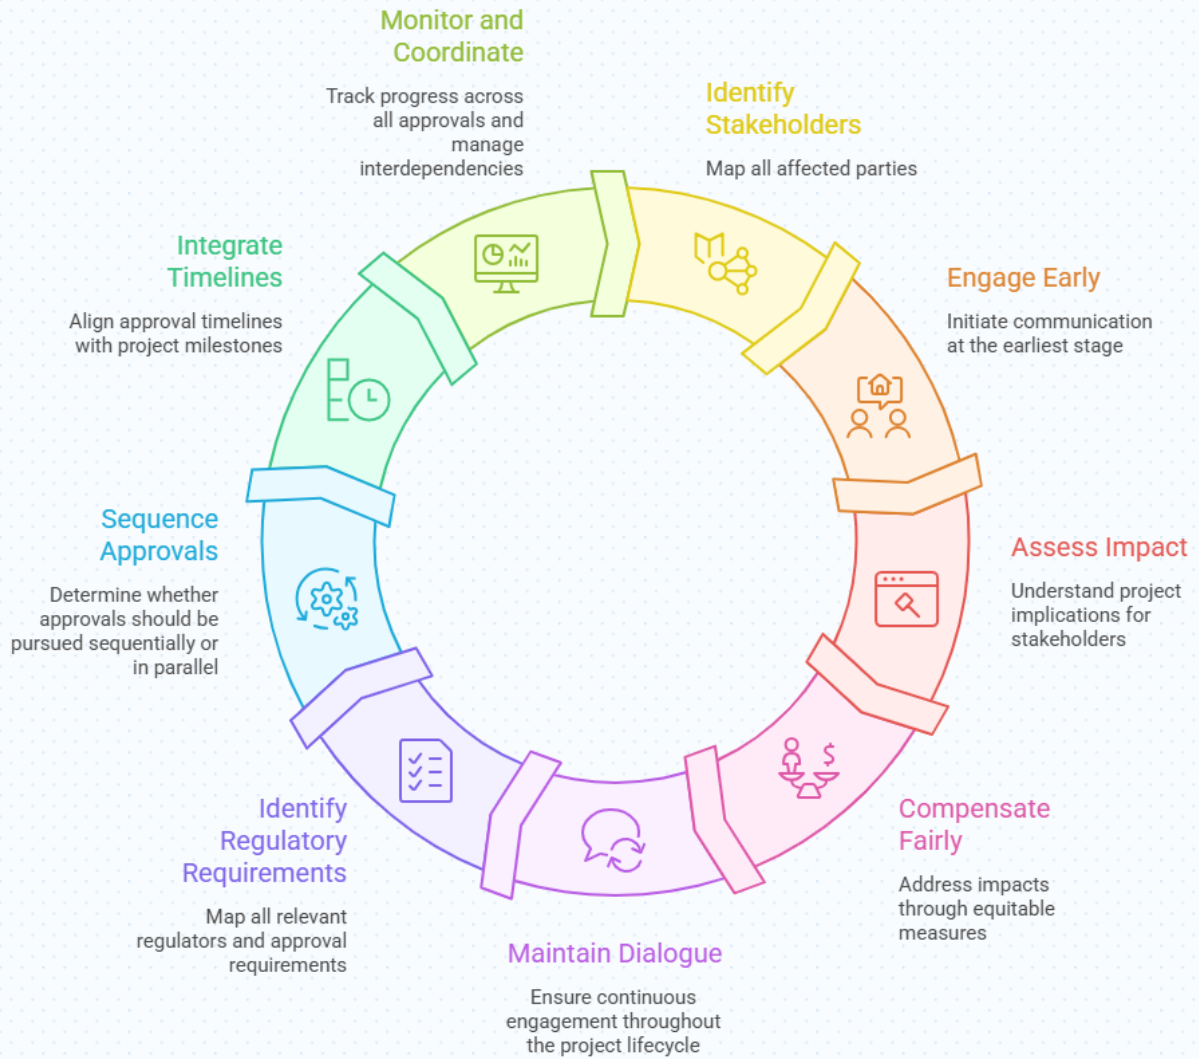 Monitor and
Coordinate
Track progress across
all approvals and
manage
interdependencies
Identify
Stakeholders
Map all affected parties
Engage Early
Initiate communication
at the earliest stage
Assess Impact
Understand project
implications for
stakeholders
Compensate
Fairly
Address impacts
through equitable
measures
Maintain Dialogue
Ensure continuous
engagement throughout
the project lifecycle
Identify
Regulatory
Requirements
Map all relevant
regulators and approval
requirements
Sequence
Approvals
Determine whether
approvals should be
pursued sequentially or
in parallel
Integrate
Timelines
Align approval timelines
with project milestones
$